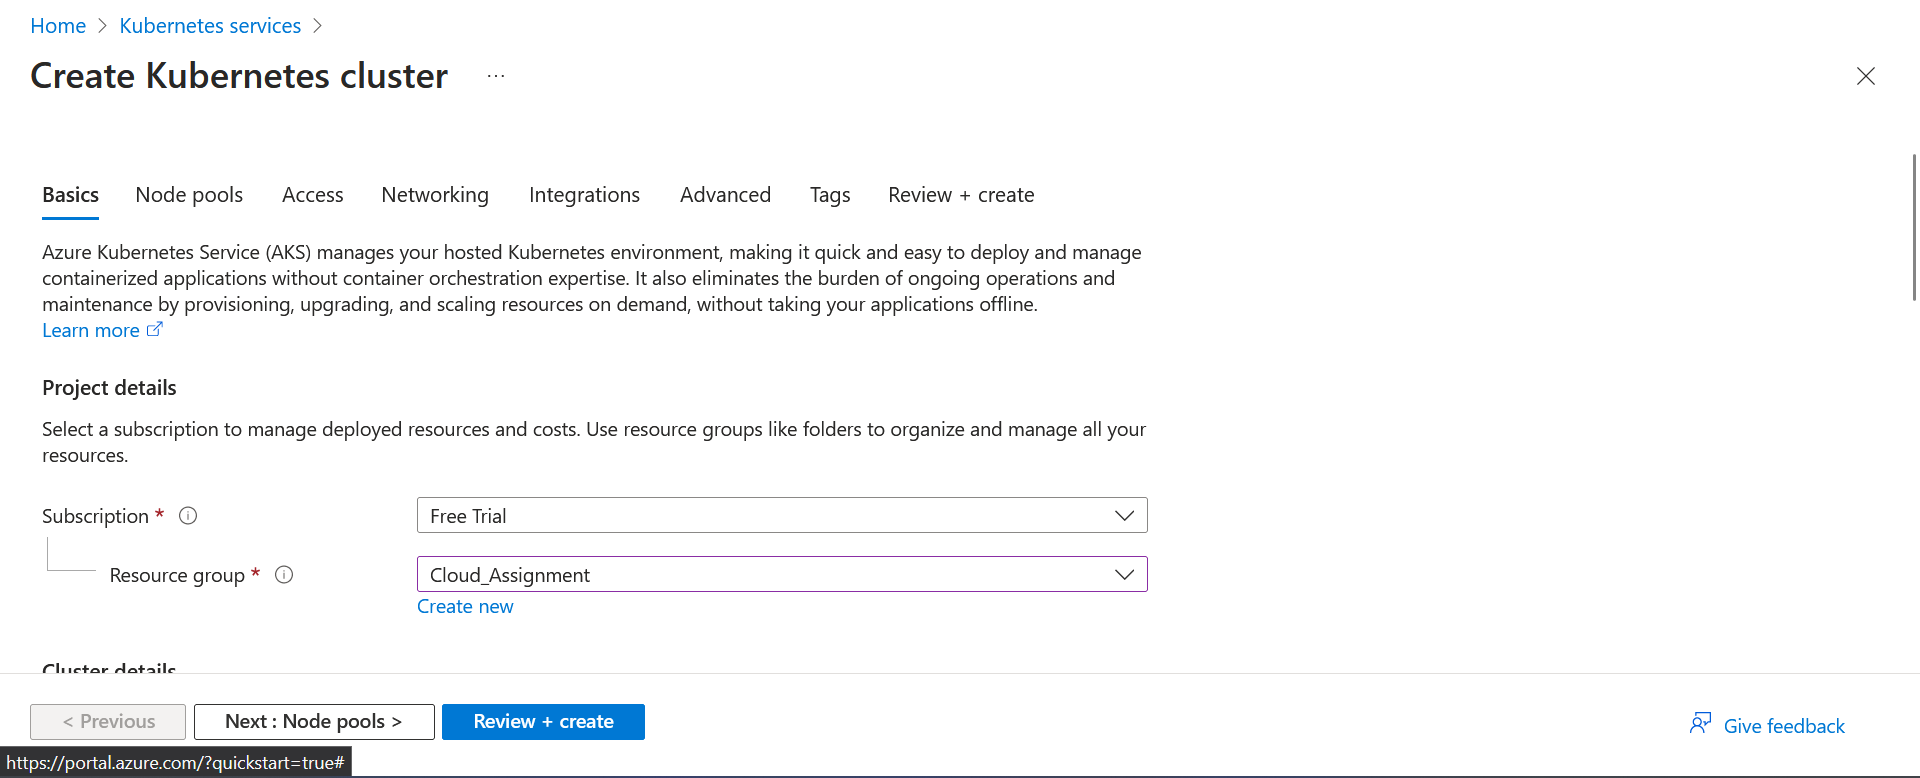 Home > Kubernetes services >
Create Kubernetes cluster ...
Basics Node pools Access Networking Integrations Advanced Tags Review + create
Azure Kubernetes Service (AKS) manages your hosted Kubernetes environment, making it quick and easy to deploy and manage
containerized applications without container orchestration expertise. It also eliminates the burden of ongoing operations and
maintenance by provisioning, upgrading, and scaling resources on demand, without taking your applications offline.
Learn more
Project details
Select a subscription to manage deployed resources and costs. Use resource groups like folders to organize and manage all your
resources.
Subscription *
Free Trial
Resource group *
Cloud_Assignment
Create new
Cluster details
< Previous
Next : Node pools >
Review + create
Give feedback
https://portal.azure.com/?quickstart=true#